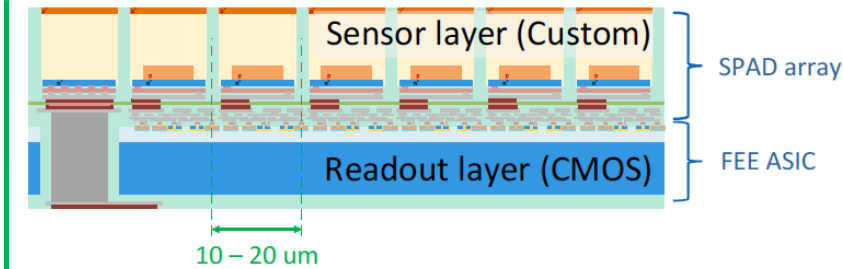 Sensor layer (Custom)
SPAD array
FEE ASIC
Readout layer (CMOS)
10 – 20 um